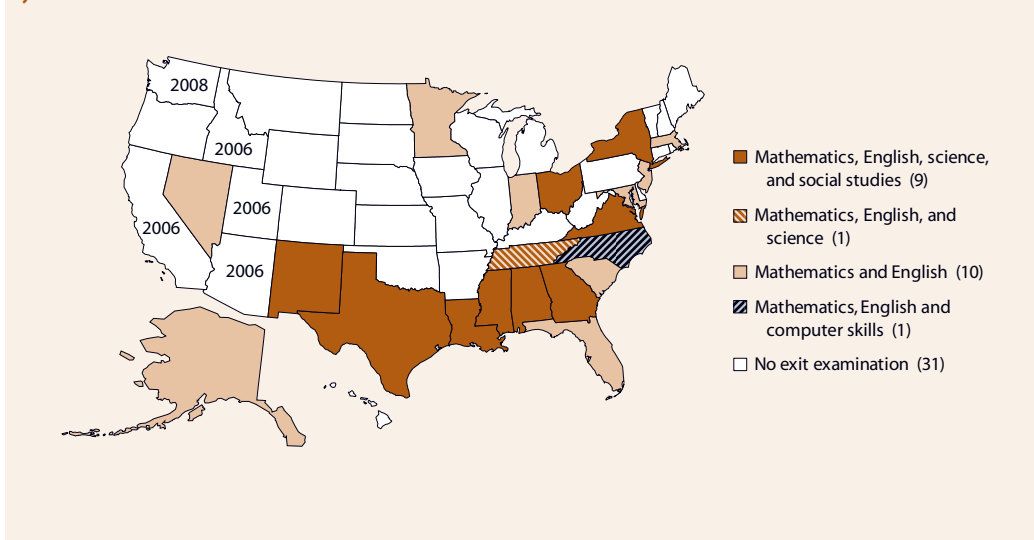 2008
2006
2006
2006
2006
Mathematics, English, science,
and social studies (9)
Mathematics, English, and
science (1)
Mathematics and English (10)
Mathematics, English and
computer skills (1)
No exit examination (31)